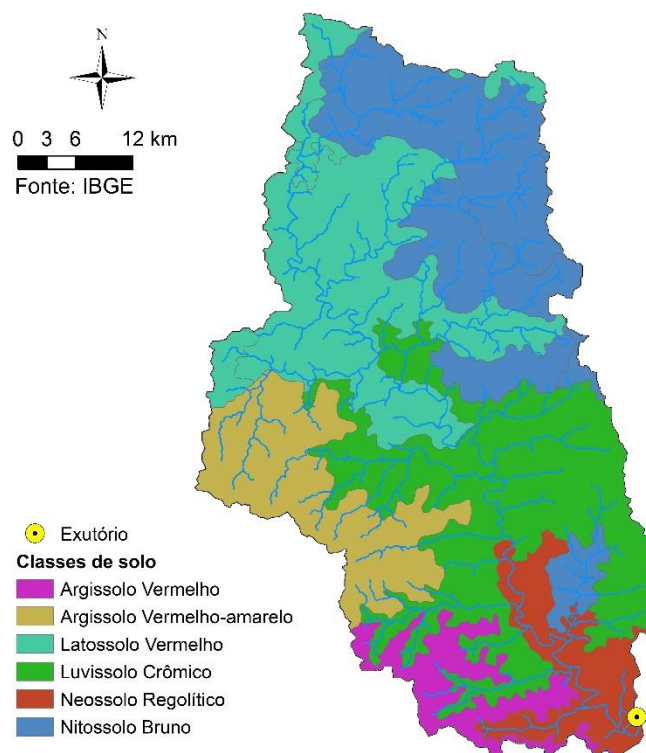 N
0 3 6 12 km
Fonte: IBGE
Exutório
Classes de solo
Argissolo Vermelho
Argissolo Vermelho-amarelo
Latossolo Vermelho
Luvissolo Crômico
Neossolo Regolítico
Nitossolo Bruno